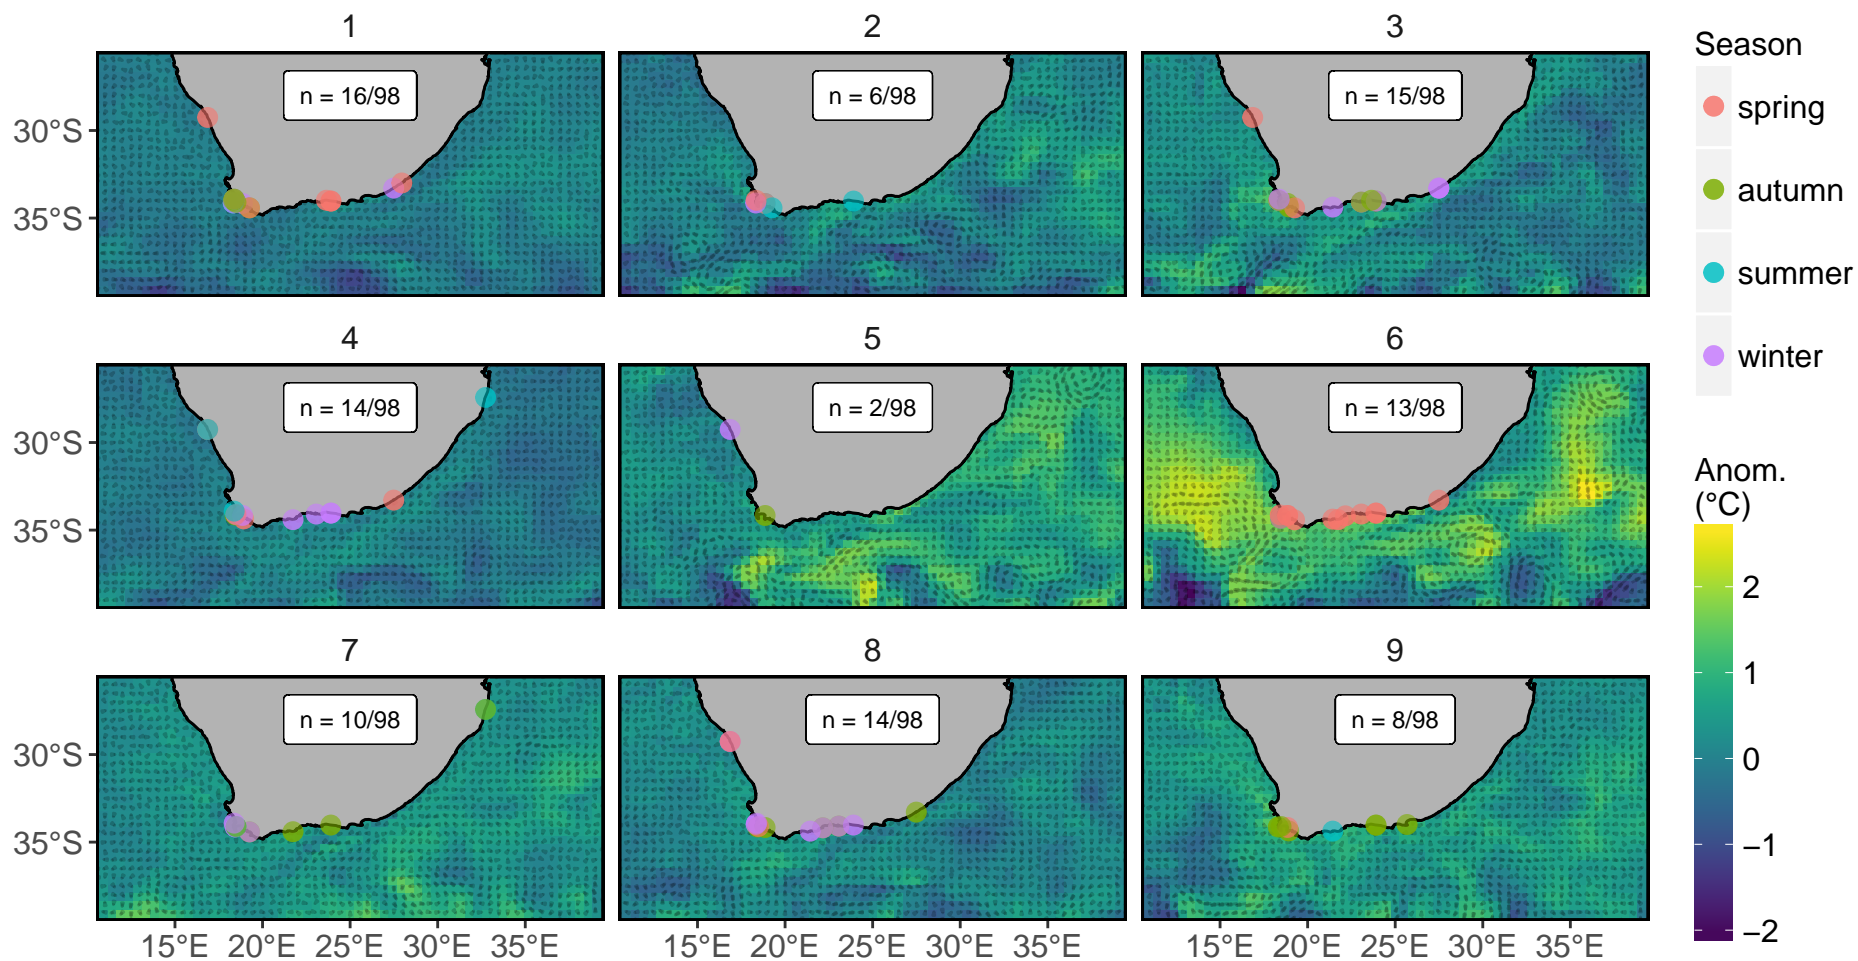 1
2
3
Season
n = 16/98
n = 6/98
n = 15/98
spring
30°S
autumn
35°S
summer
4
5
6
winter
n = 14/98
n = 2/98
n = 13/98
30°S
Anom.
(°C)
35°S
2
7
8
9
1
n = 10/98
n = 14/98
n = 8/98
30°S
0
35°S
−1
−2
15°E 20°E 25°E 30°E 35°E
15°E 20°E 25°E 30°E 35°E
15°E 20°E 25°E 30°E 35°E